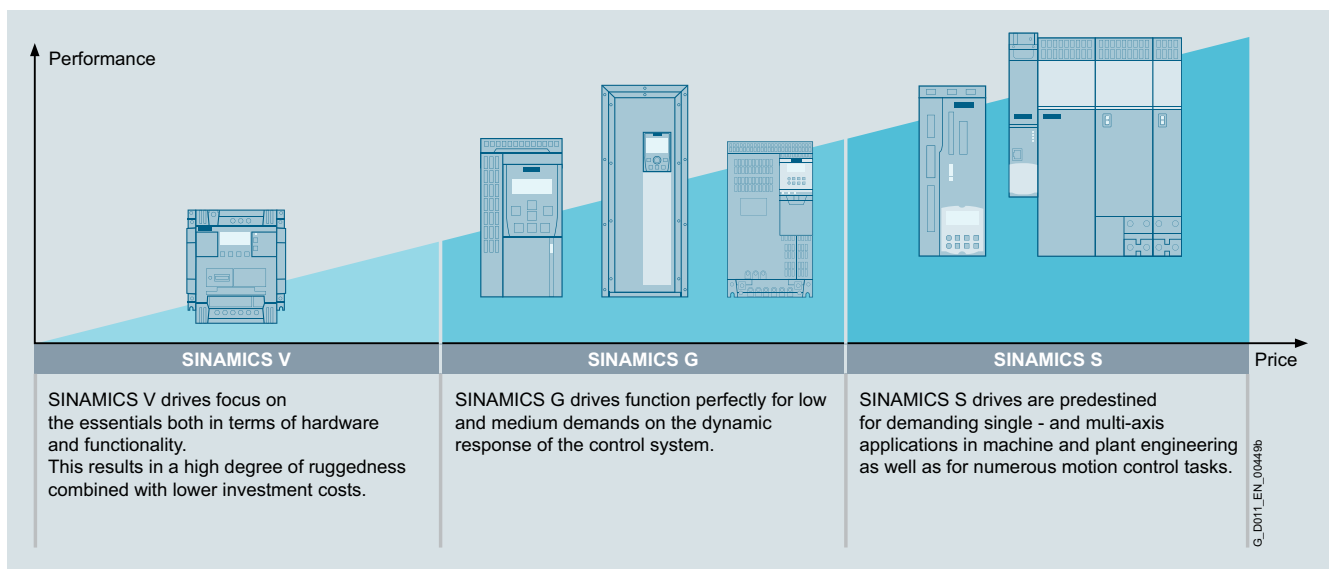 Performance
SINAMICS V
SINAMICS G
SINAMICS S
Price
SINAMICS V drives focus on
the essentials both in terms of hardware
and functionality.
This results in a high degree of ruggedness
combined with lower investment costs.
SINAMICS G drives function perfectly for low
and medium demands on the dynamic
response of the control system.
SINAMICS S drives are predestined
for demanding single - and multi-axis
applications in machine and plant engineering
as well as for numerous motion control tasks.
G_D011_EN_00449b